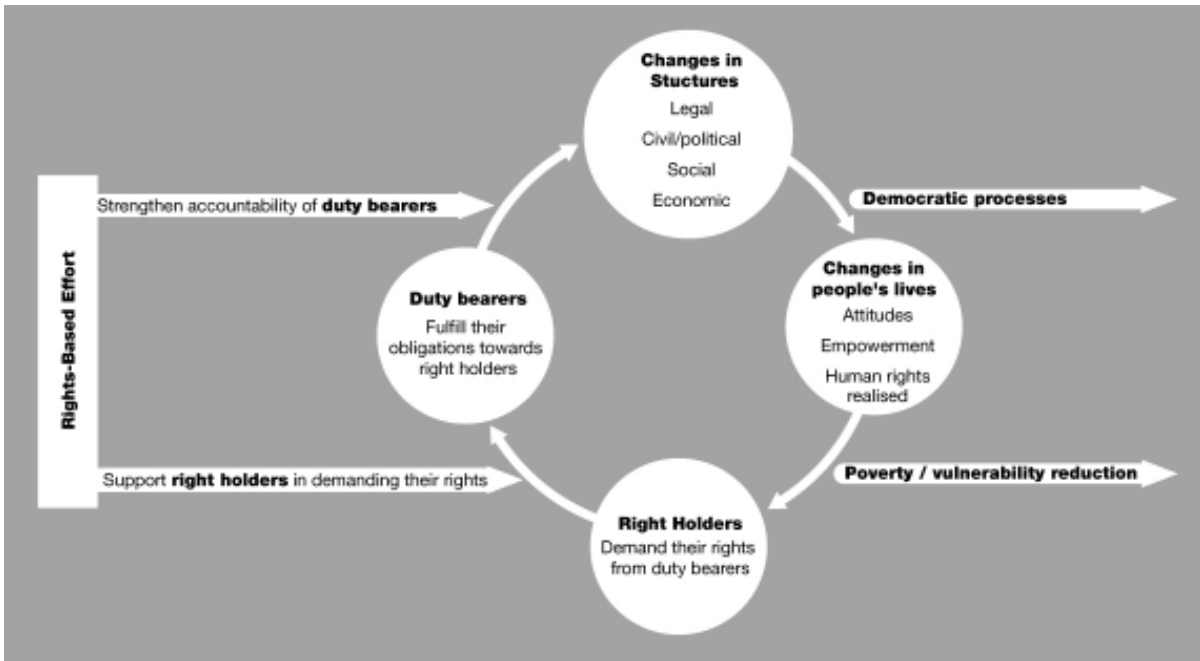 Rights-Based Effort
Strengthen accountability of duty bearers
Support right holders in demanding their rights
Changes in
Stuctures
Legal
Civil/political
Social
Economic
Democratic processes
Changes in
people's lives
Attitudes
Empowerment
Human rights
realised
Poverty / vulnerability reduction
Right Holders
Demand their rights
from duty bearers
Duty bearers
Fulfill their
obligations towards
right holders